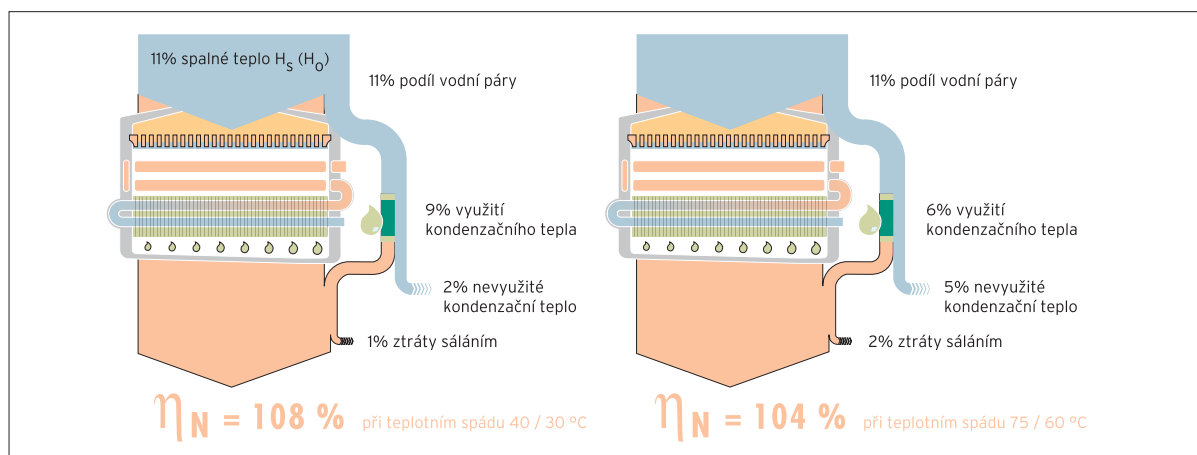 11% spalné teplo HS (HO)
11% podíl vodní páry
9% využití
kondenzačního tepla
2% nevyužité
kondenzační teplo
1% ztráty sáláním
ηN = 108 % při teplotním spádu 40 / 30 ºC
11% podíl vodní páry
6% využití
kondenzačního tepla
5% nevyužité
kondenzační teplo
2% ztráty sáláním
ηN = 104 % při teplotním spádu 75 / 60 ºC